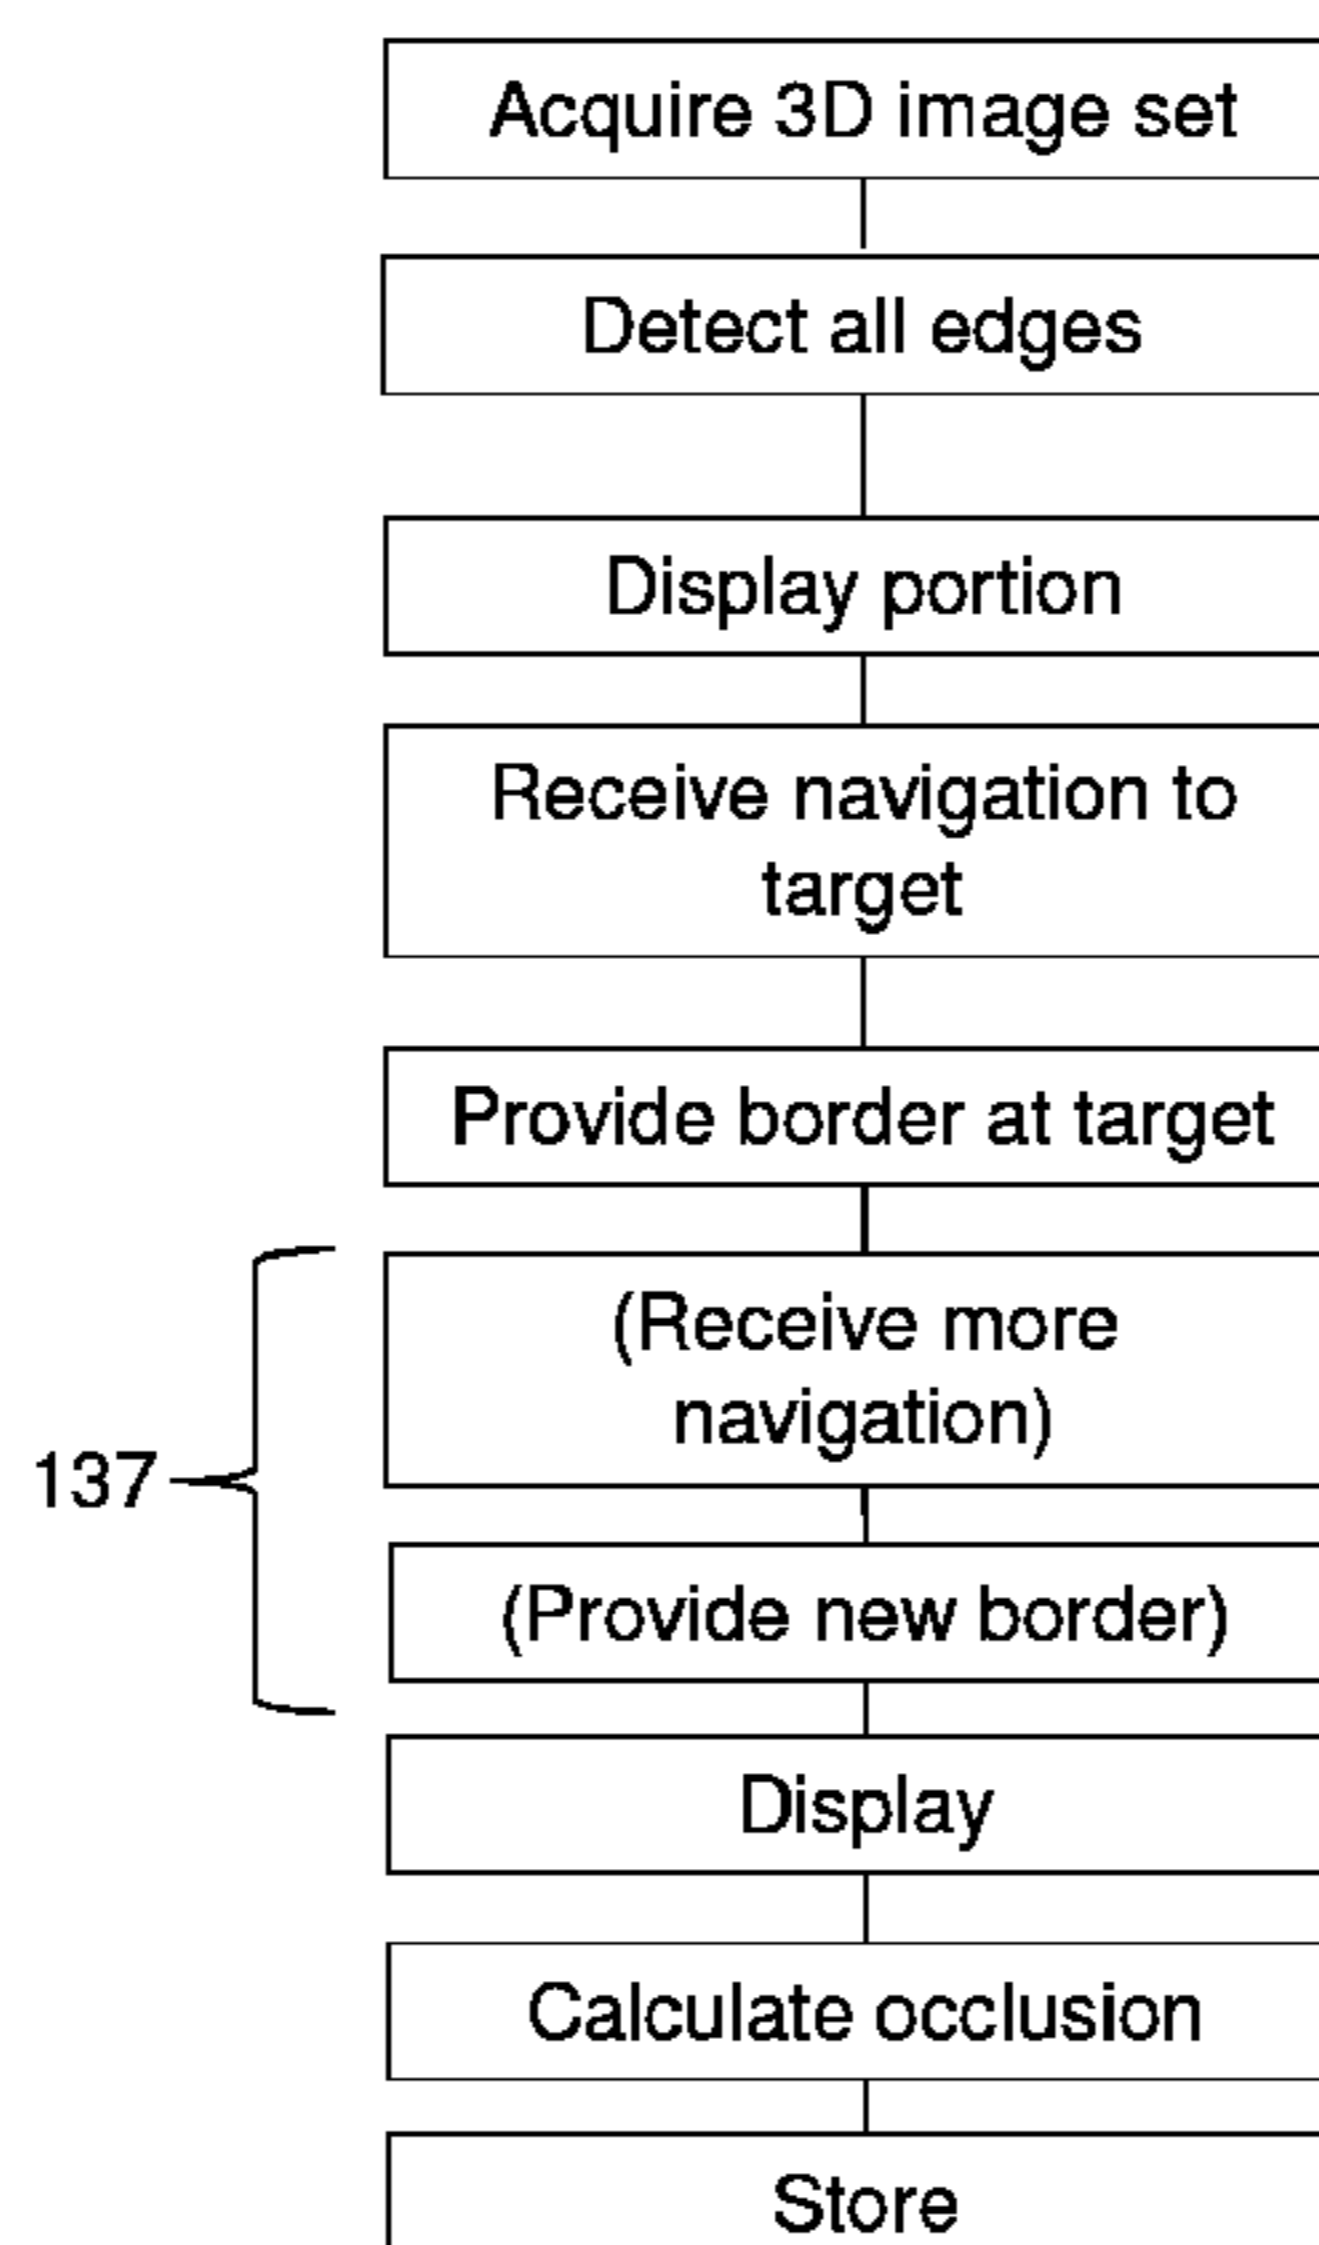 Acquire 3D image set
Detect all edges
Display portion
Receive navigation to
target
Provide border at target
(Receive more
navigation)
137
(Provide new border)
Display
Calculate occlusion
Store